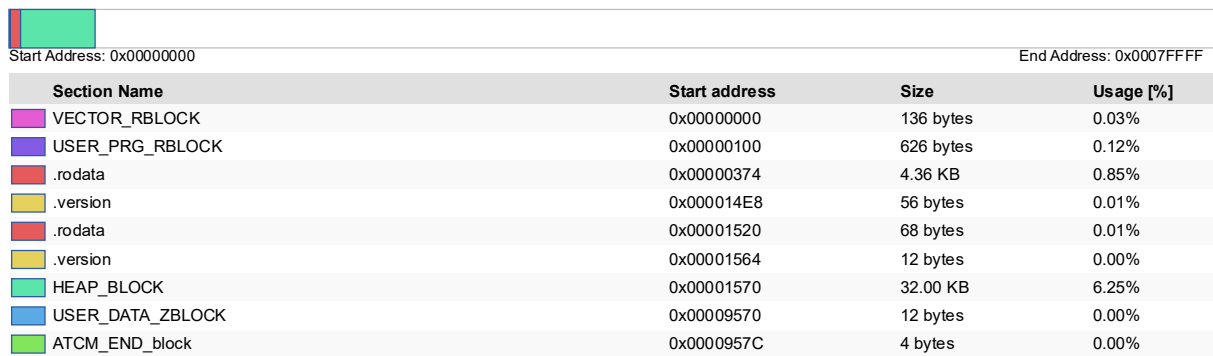 Start Address: 0x00000000 End Address: 0x0007FFFF
Section Name Start address Size Usage [%]
VECTOR_RBLOCK 0x00000000 136 bytes 0.03%
USER_PRG_RBLOCK 0x00000100 626 bytes 0.12%
.rodata 0x00000374 4.36 KB 0.85%
.version 0x000014E8 56 bytes 0.01%
.rodata 0x00001520 68 bytes 0.01%
.version 0x00001564 12 bytes 0.00%
HEAP_BLOCK 0x00001570 32.00 KB 6.25%
USER_DATA_ZBLOCK 0x00009570 12 bytes 0.00%
ATCM_END_block 0x0000957C 4 bytes 0.00%